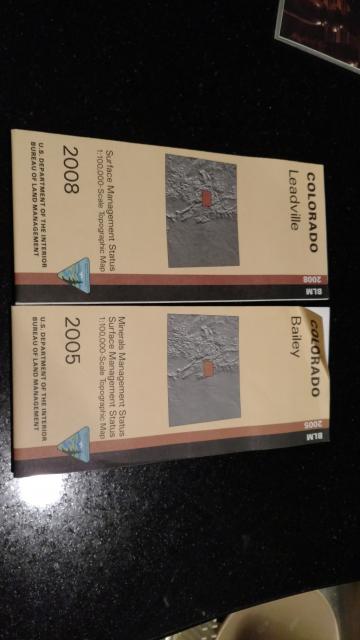 COLORADO
Leadville
2008
BLM
Surface Management Status
1:100,000-Scale Topographic Map
2008
U.S. DEPARTMENT OF THE INTERIOR
BUREAU OF LAND MANAGEMENT
COLORADO
Bailey
2005
BLM
Minerals Management Status
Surface Management Status
1:100,000-Scale Topographic Map
2005
U.S. DEPARTMENT OF THE INTERIOR
BUREAU OF LAND MANAGEMENT